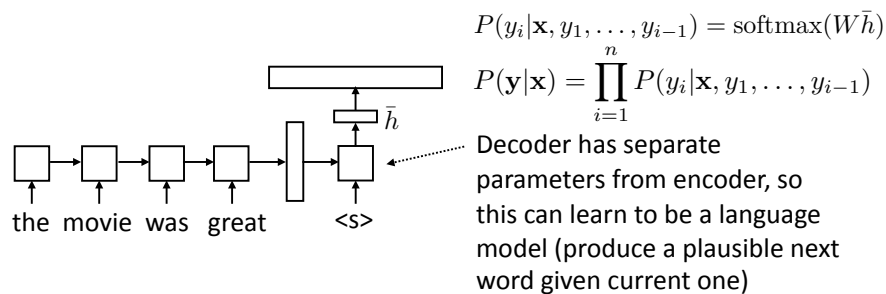 P(y_i|x, y_1, . . . , y_{i−1}) = softmax(Wh̄)
P(y|x) = ∏_{i=1}^{n} P(y_i|x, y_1, . . . , y_{i−1})
h̄
the movie was great <s>
Decoder has separate
parameters from encoder, so
this can learn to be a language
model (produce a plausible next
word given current one)